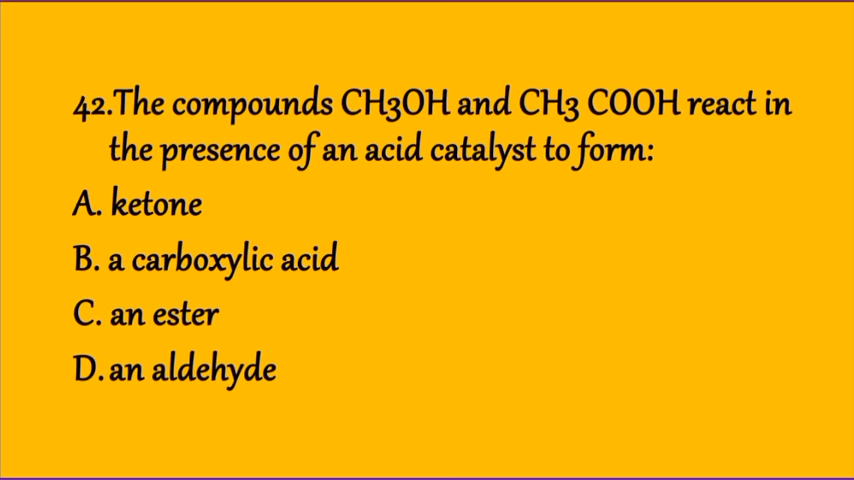 42.The compounds CH3OH and CH3 COOH react in
the presence of an acid catalyst to form:
A. ketone
B. a carboxylic acid
C. an ester
D. an aldehyde